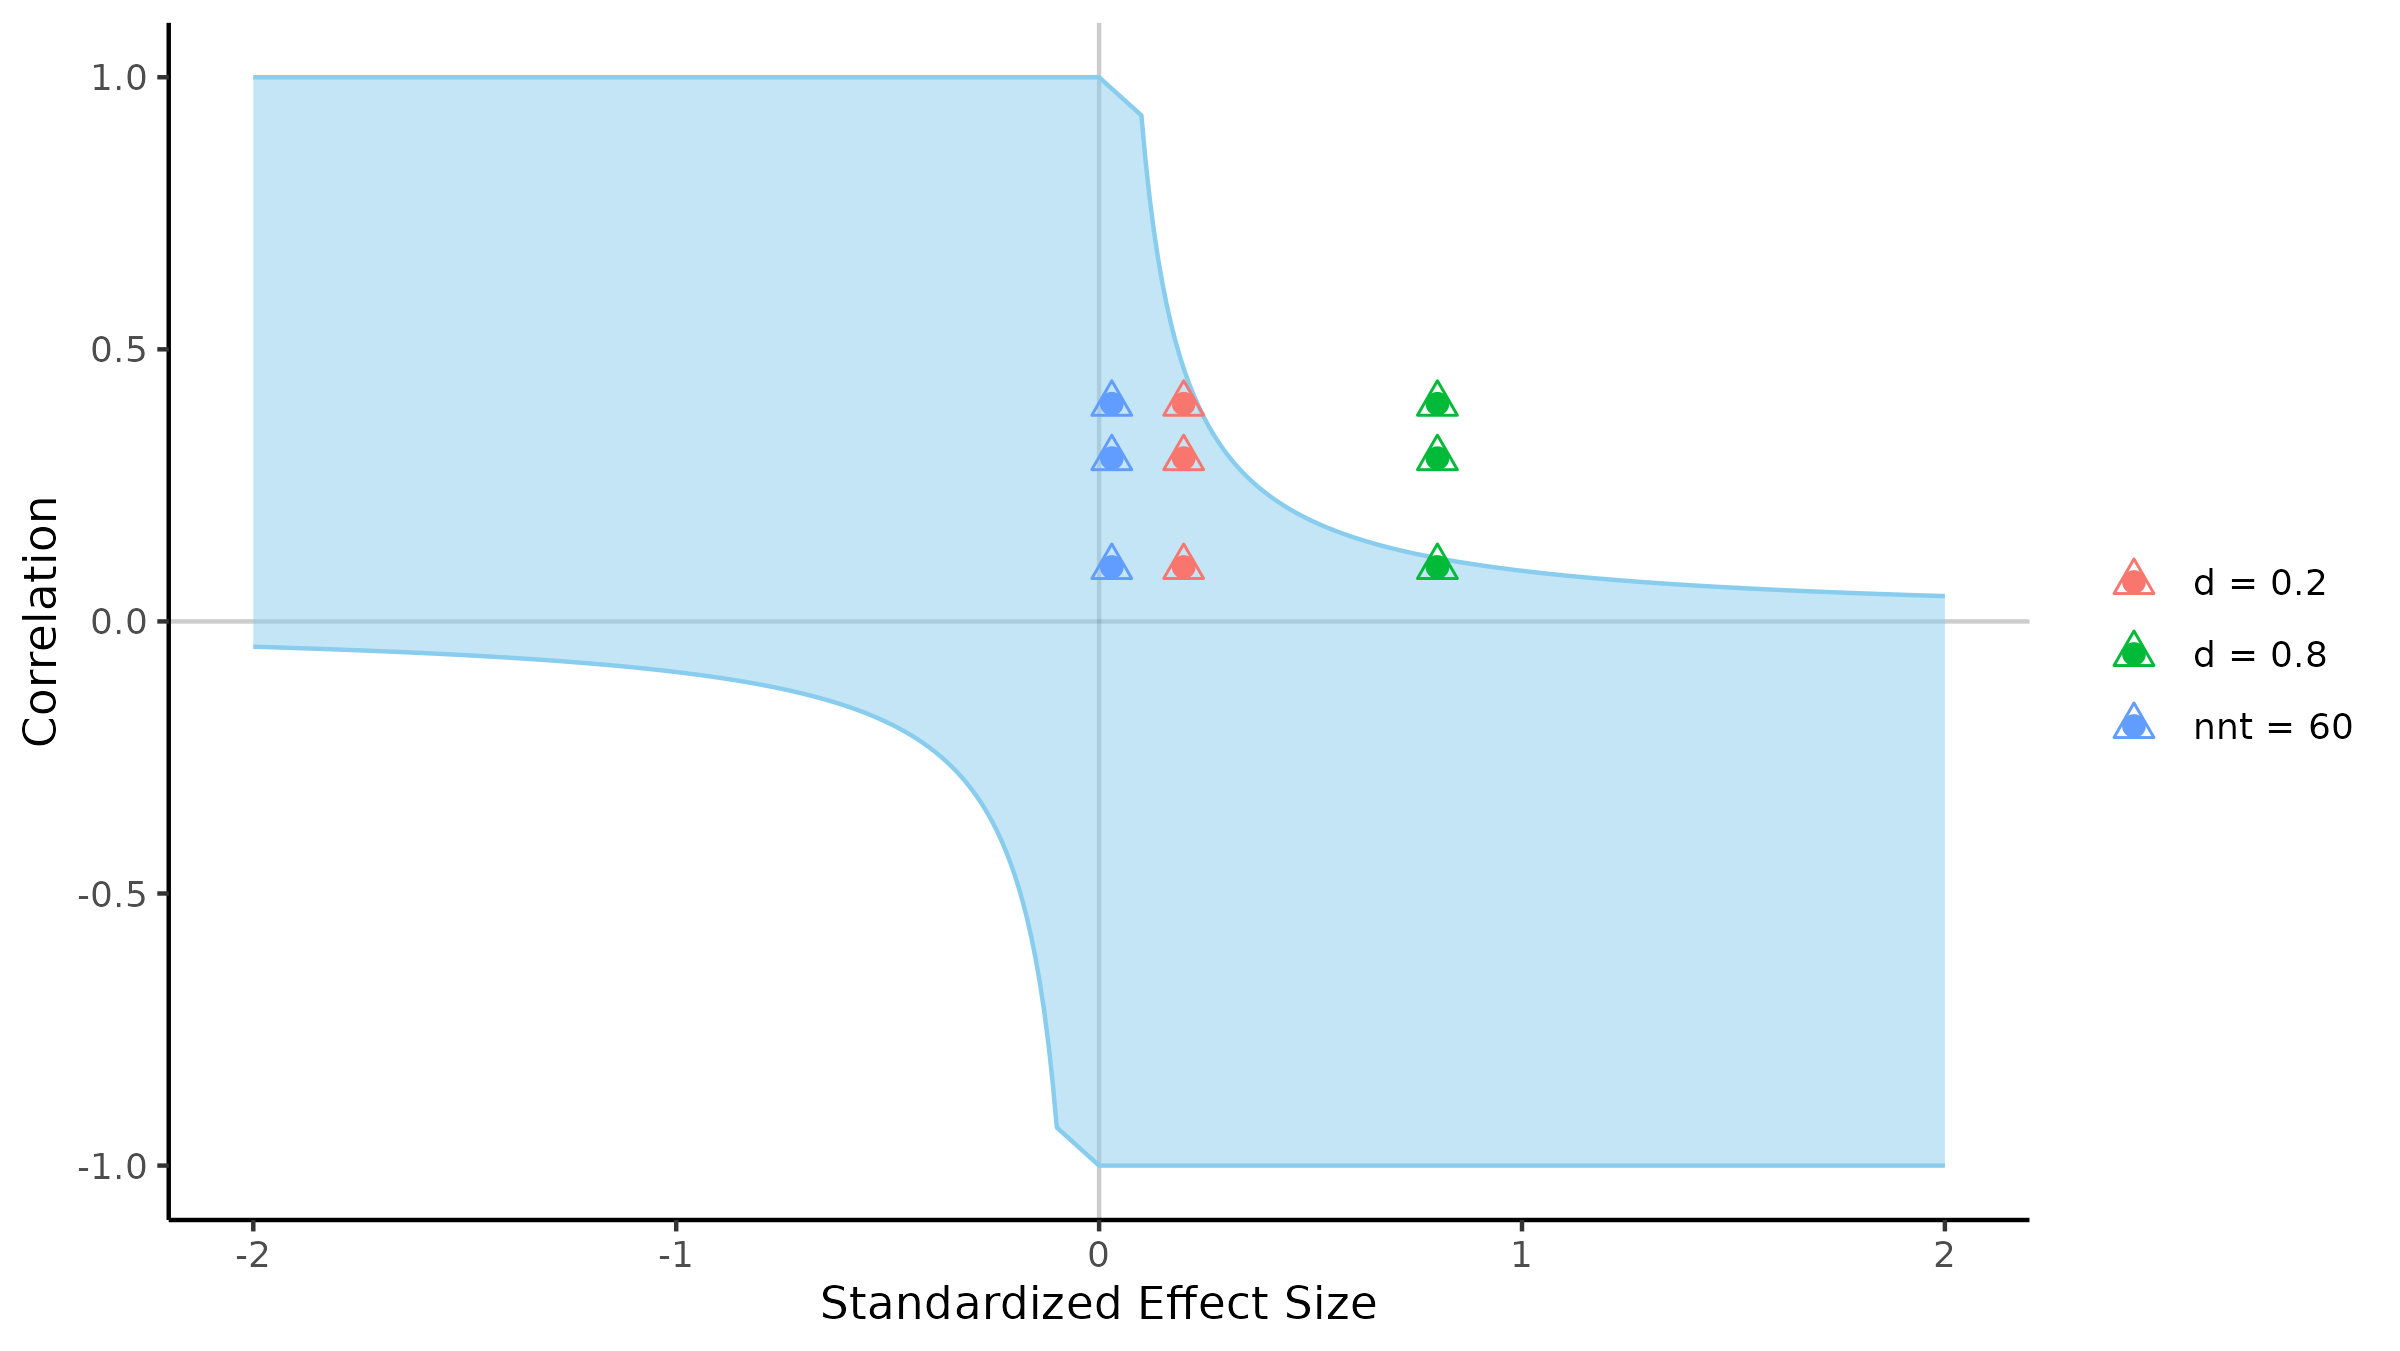 1.0
0.5
0.0
-0.5
-1.0
Correlation
-2
-1
0
1
2
Standardized Effect Size
d = 0.2
d = 0.8
nnt = 60